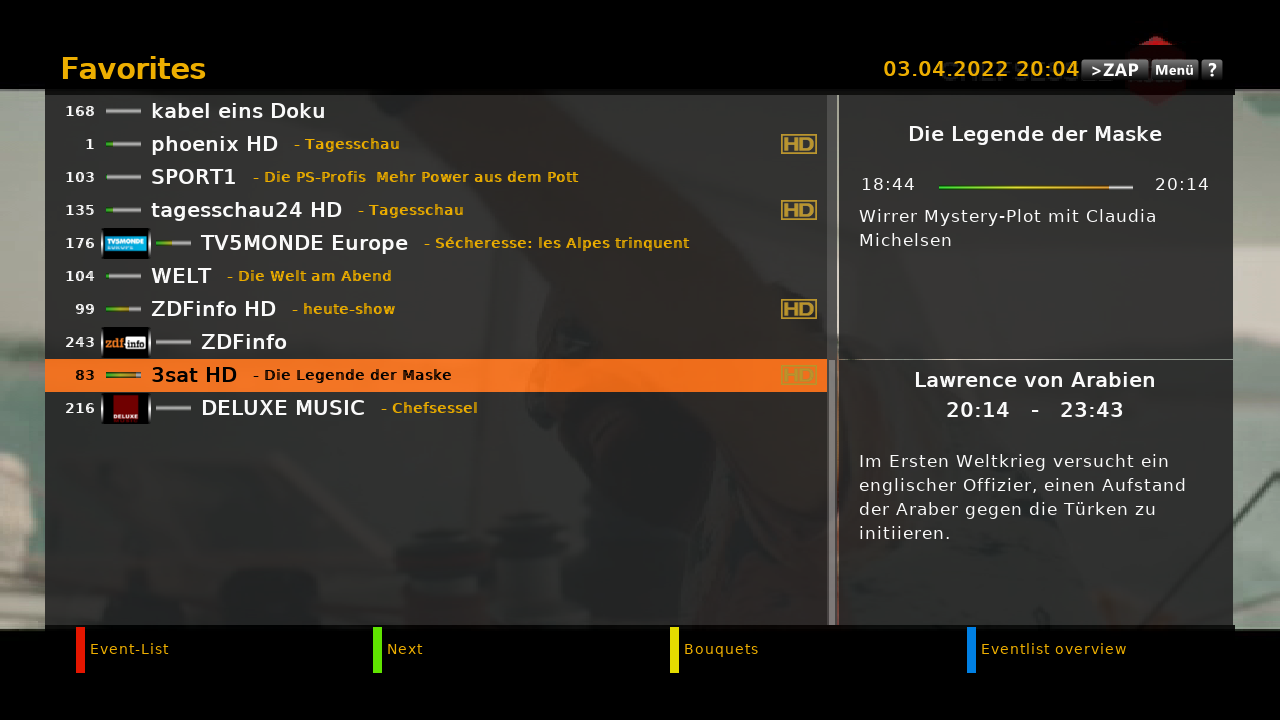 Favorites
03.04.2022 20:04 >ZAP Menü ?
168 kabel eins Doku
1 phoenix HD - Tagesschau HD
103 SPORT1 - Die PS-Profis  Mehr Power aus dem Pott
135 tagesschau24 HD - Tagesschau HD
176 TV5MONDE EUROPE TV5MONDE Europe - Sécheresse: les Alpes trinquent
104 WELT - Die Welt am Abend
99 ZDFinfo HD - heute-show HD
243 zdf.info ZDFinfo
83 3sat HD - Die Legende der Maske HD
216 DELUXE DELUXE MUSIC - Chefsessel
Die Legende der Maske
18:44 20:14
Wirrer Mystery-Plot mit Claudia
Michelsen
Lawrence von Arabien
20:14 - 23:43
Im Ersten Weltkrieg versucht ein
englischer Offizier, einen Aufstand
der Araber gegen die Türken zu
initiieren.
Event-List
Next
Bouquets
Eventlist overview